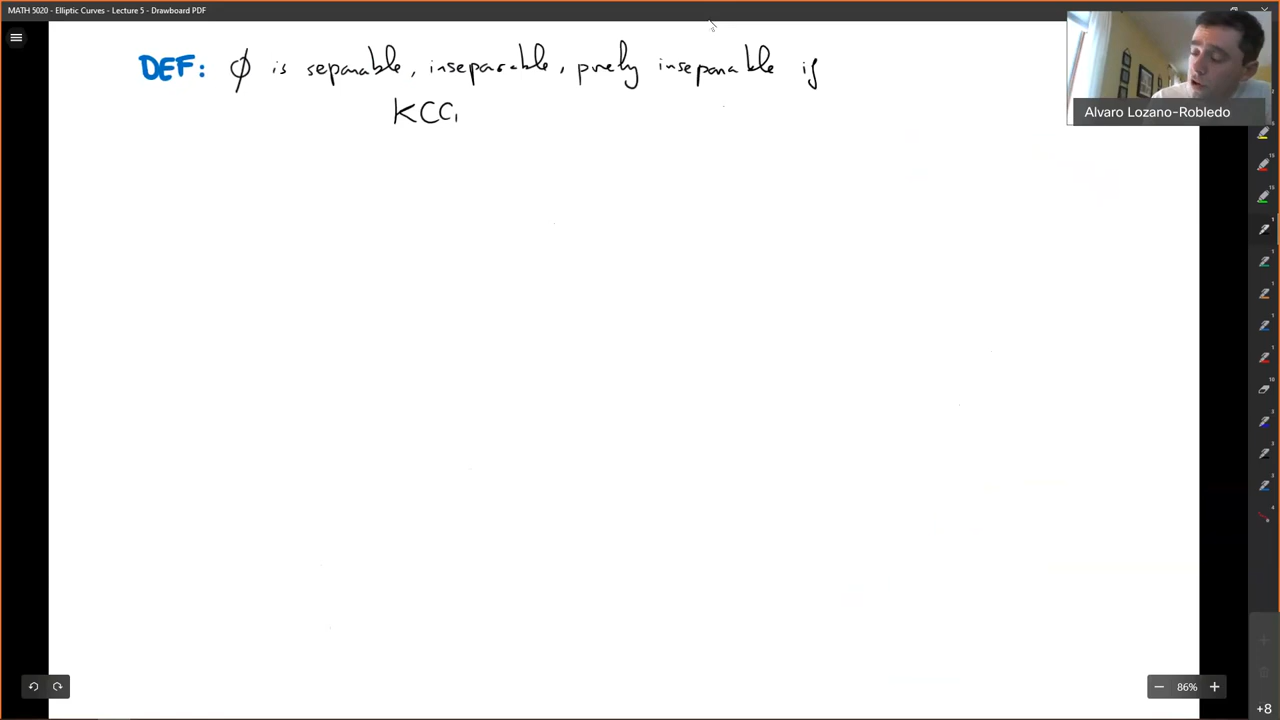 MATH 5020 - Elliptic Curves - Lecture 5 - Drawboard PDF
DEF: ϕ is separable, inseparable, purely inseparable if
K(C₁
Alvaro Lozano-Robledo
86%
+8